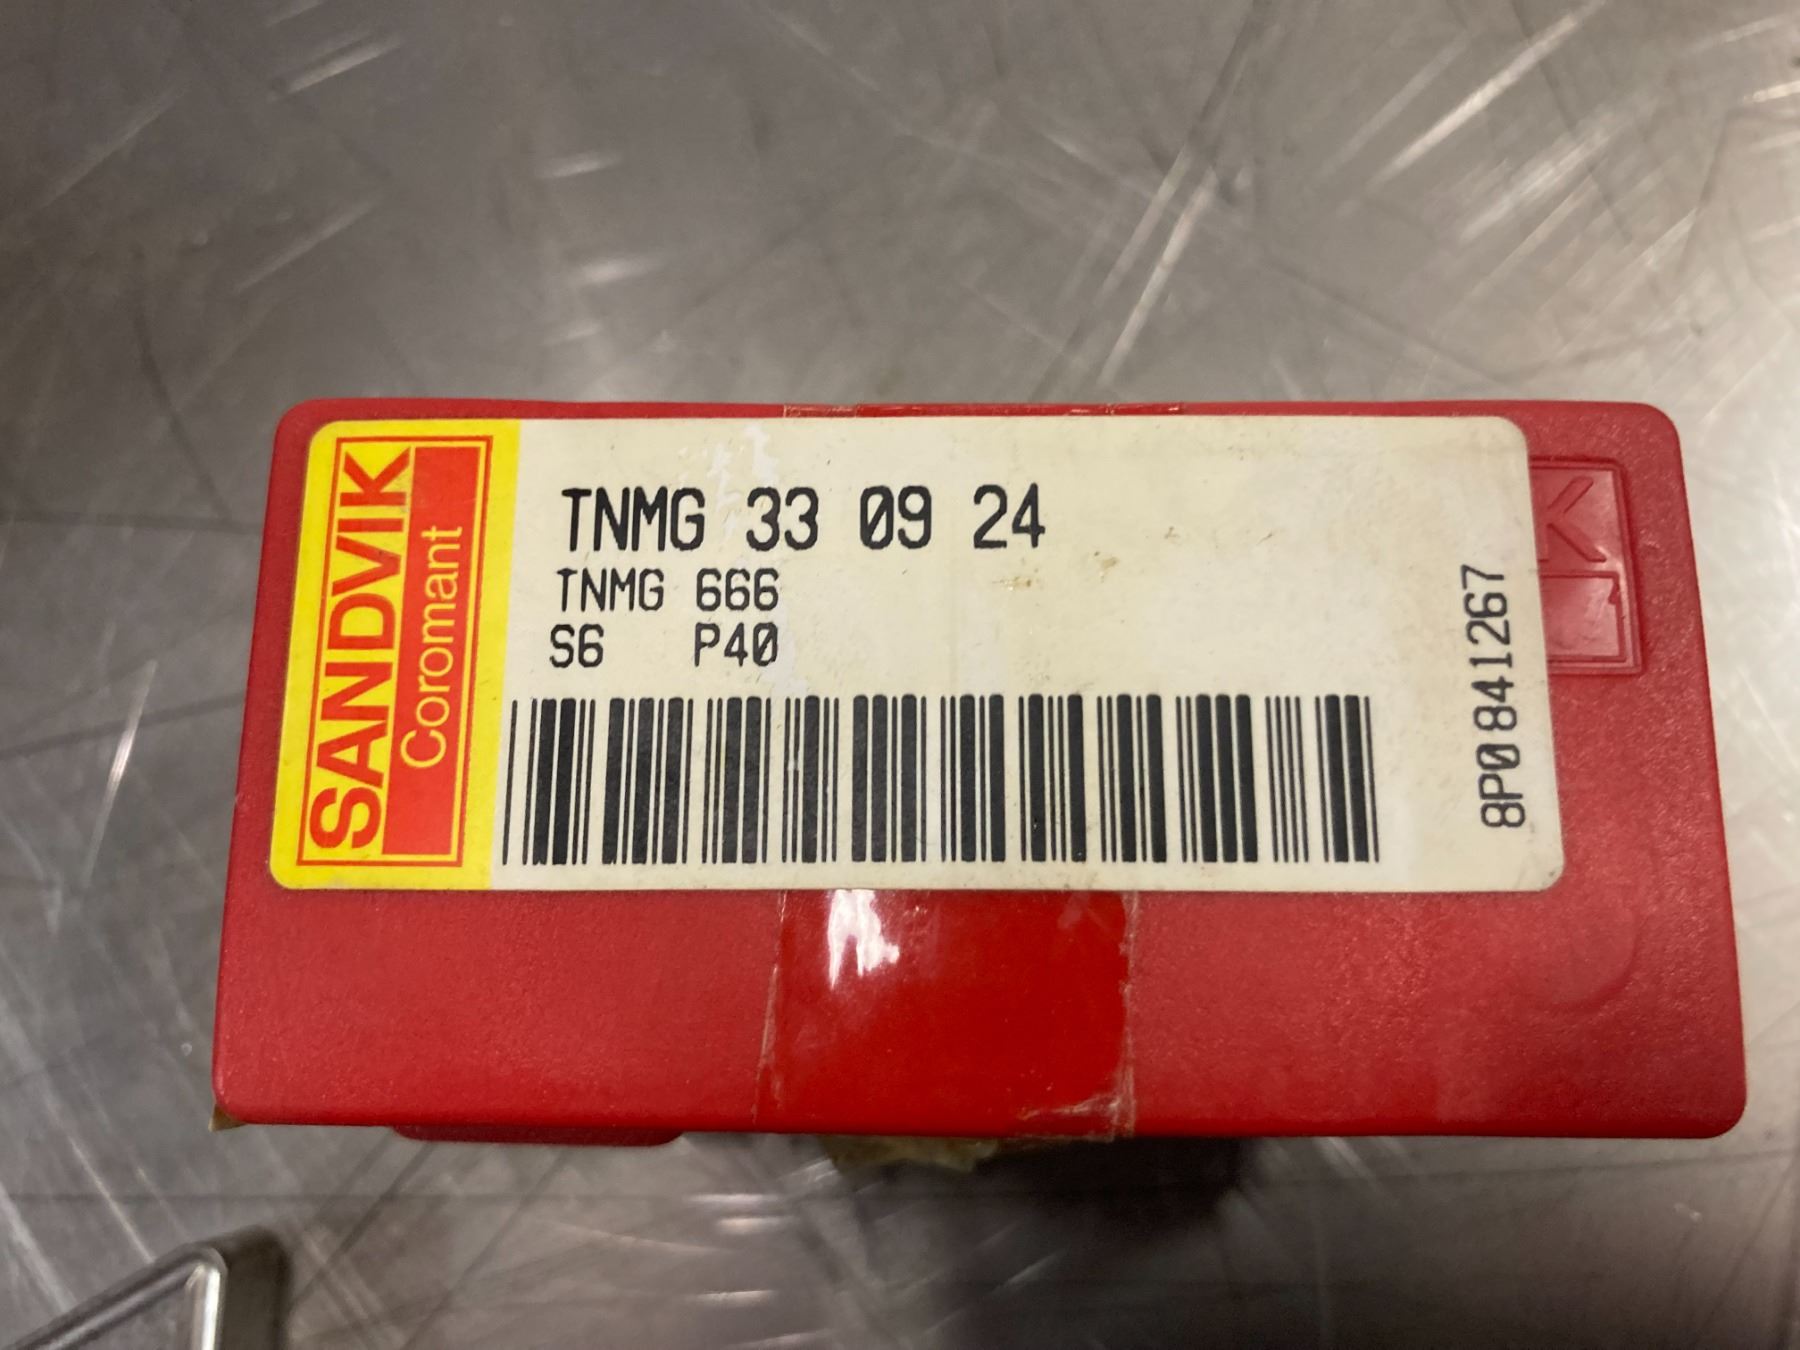 SANDVIK
Coromant
TNMG 33 09 24
TNMG 666
S6 P40
8P0841267
K